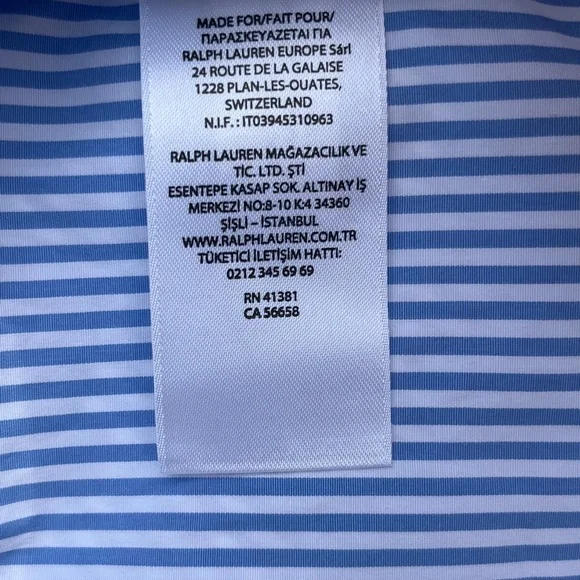 MADE FOR/FAIT POUR/
ΠΑΡΑΣΚΕΥΑΖΕΤΑΙ ΓΙΑ
RALPH LAUREN EUROPE Sárl
24 ROUTE DE LA GALAISE
1228 PLAN-LES-OUATES,
SWITZERLAND
N.I.F. : IT03945310963
RALPH LAUREN MAĞAZACILIK VE
TİC. LTD. ŞTİ
ESENTEPE KASAP SOK. ALTINAY İŞ
MERKEZİ NO:8-10 K:4 34360
ŞİŞLİ – İSTANBUL
WWW.RALPHLAUREN.COM.TR
TÜKETİCİ İLETİŞİM HATTI:
0212 345 69 69
RN 41381
CA 56658